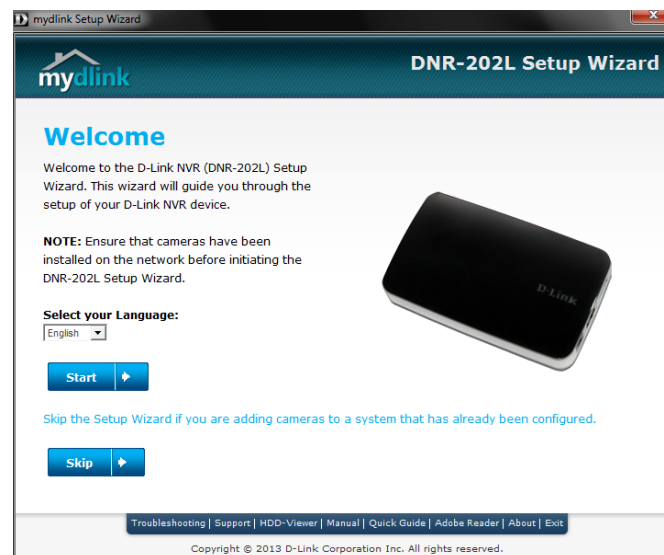 mydlink Setup Wizard
mydlink
DNR-202L Setup Wizard
Welcome
Welcome to the D-Link NVR (DNR-202L) Setup
Wizard. This wizard will guide you through the
setup of your D-Link NVR device.
NOTE: Ensure that cameras have been
installed on the network before initiating the
DNR-202L Setup Wizard.
D-Link
Select your Language:
English
Start
Skip the Setup Wizard if you are adding cameras to a system that has already been configured.
Skip
Troubleshooting | Support | HDD-Viewer | Manual | Quick Guide | Adobe Reader | About | Exit
Copyright © 2013 D-Link Corporation Inc. All rights reserved.